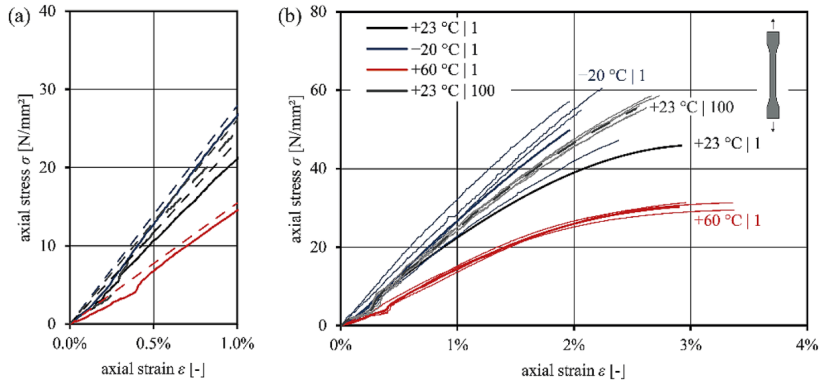 (a)
axial stress σ [N/mm²]
40
30
20
10
0
0.0%
0.5%
1.0%
axial strain ε [-]
(b)
axial stress σ [N/mm²]
80
60
40
20
0
0%
1%
2%
3%
4%
axial strain ε [-]
+23 °C | 1
−20 °C | 1
+60 °C | 1
+23 °C | 100
−20 °C | 1
+23 °C | 100
+23 °C | 1
+60 °C | 1